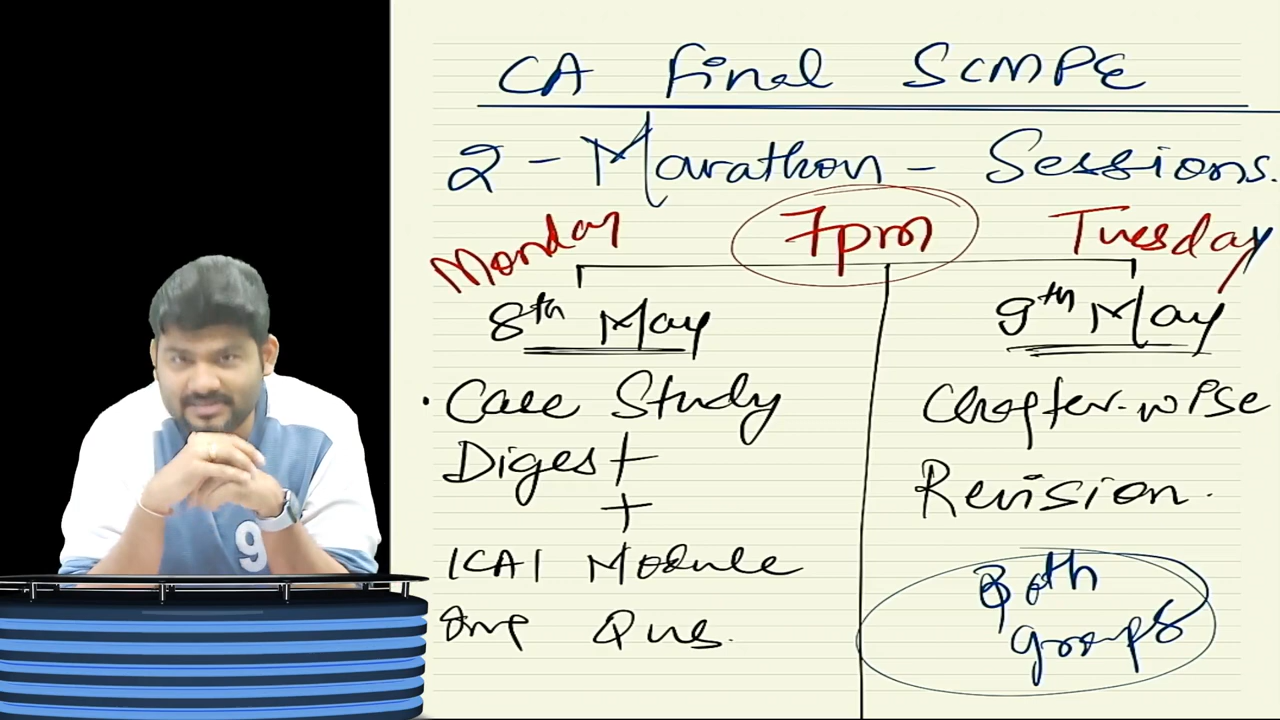 CA Final SCMPE
2 - Marathon - Sessions.
Monday 7pm Tuesday
8th May
9th May
Case Study
Digest
+
ICAI Module
Imp Ques.
Chapter-wise
Revision.
Both
groups
9